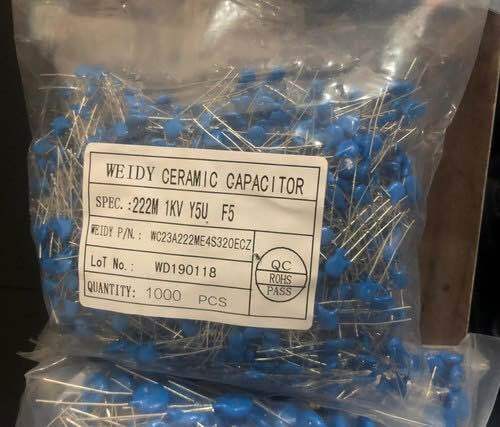 WEIDY CERAMIC CAPACITOR
SPEC. :222M 1KV Y5U F5
WEIDY P/N.: WC23A222ME4S320ECZ
LOT No.: WD190118
QUANTITY: 1000 PCS
QC
ROHS
PASS